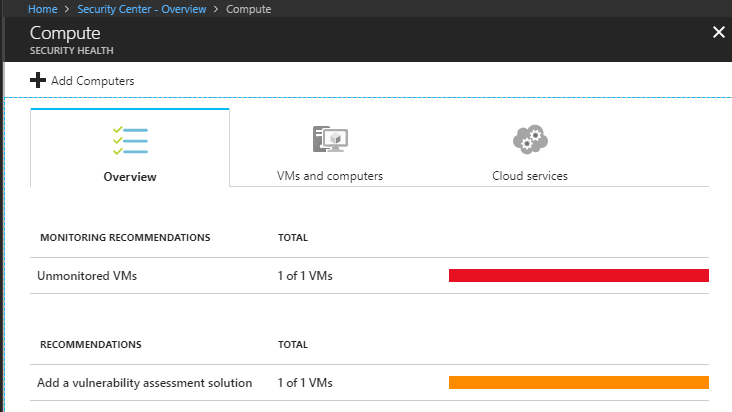 Home > Security Center - Overview > Compute
Compute
SECURITY HEALTH
Add Computers
Overview VMs and computers Cloud services
MONITORING RECOMMENDATIONS TOTAL
Unmonitored VMs 1 of 1 VMs
RECOMMENDATIONS TOTAL
Add a vulnerability assessment solution 1 of 1 VMs